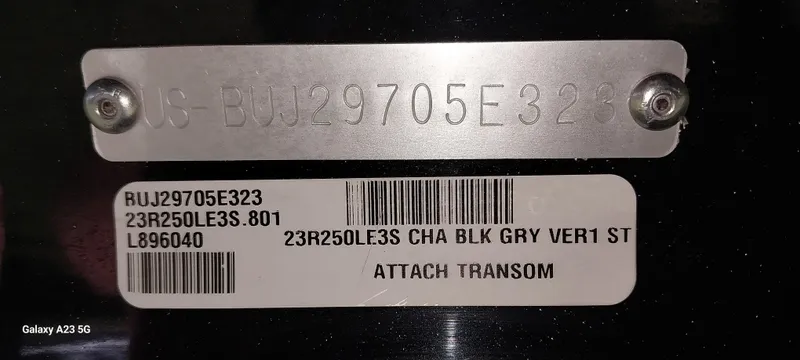 US-BUJ29705E323
BUJ29705E323
23R250LE3S.801
L896040
23R250LE3S CHA BLK GRY VER1 ST
ATTACH TRANSOM
Galaxy A23 5G